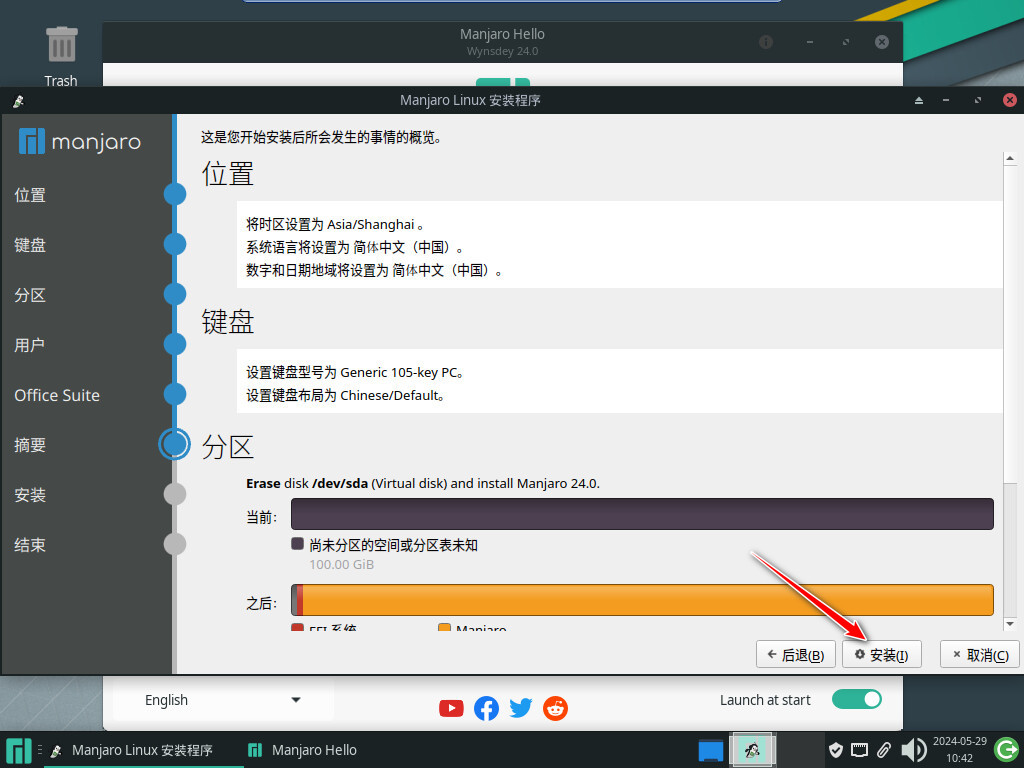 Manjaro Hello
Wynsdey 24.0
Trash
Manjaro Linux 安装程序
manjaro
这是您开始安装后所会发生的事情的概览。
位置
键盘
分区
用户
Office Suite
摘要
安装
结束
位置
将时区设置为 Asia/Shanghai 。
系统语言将设置为 简体中文（中国）。
数字和日期地域将设置为 简体中文（中国）。
键盘
设置键盘型号为 Generic 105-key PC。
设置键盘布局为 Chinese/Default。
分区
Erase disk /dev/sda (Virtual disk) and install Manjaro 24.0.
当前：
尚未分区的空间或分区表未知
100.00 GiB
之后：
EFI 系统 Manjaro
后退(B) 安装(I) 取消(C)
English
Launch at start
Manjaro Linux 安装程序 Manjaro Hello
2024-05-29
10:42